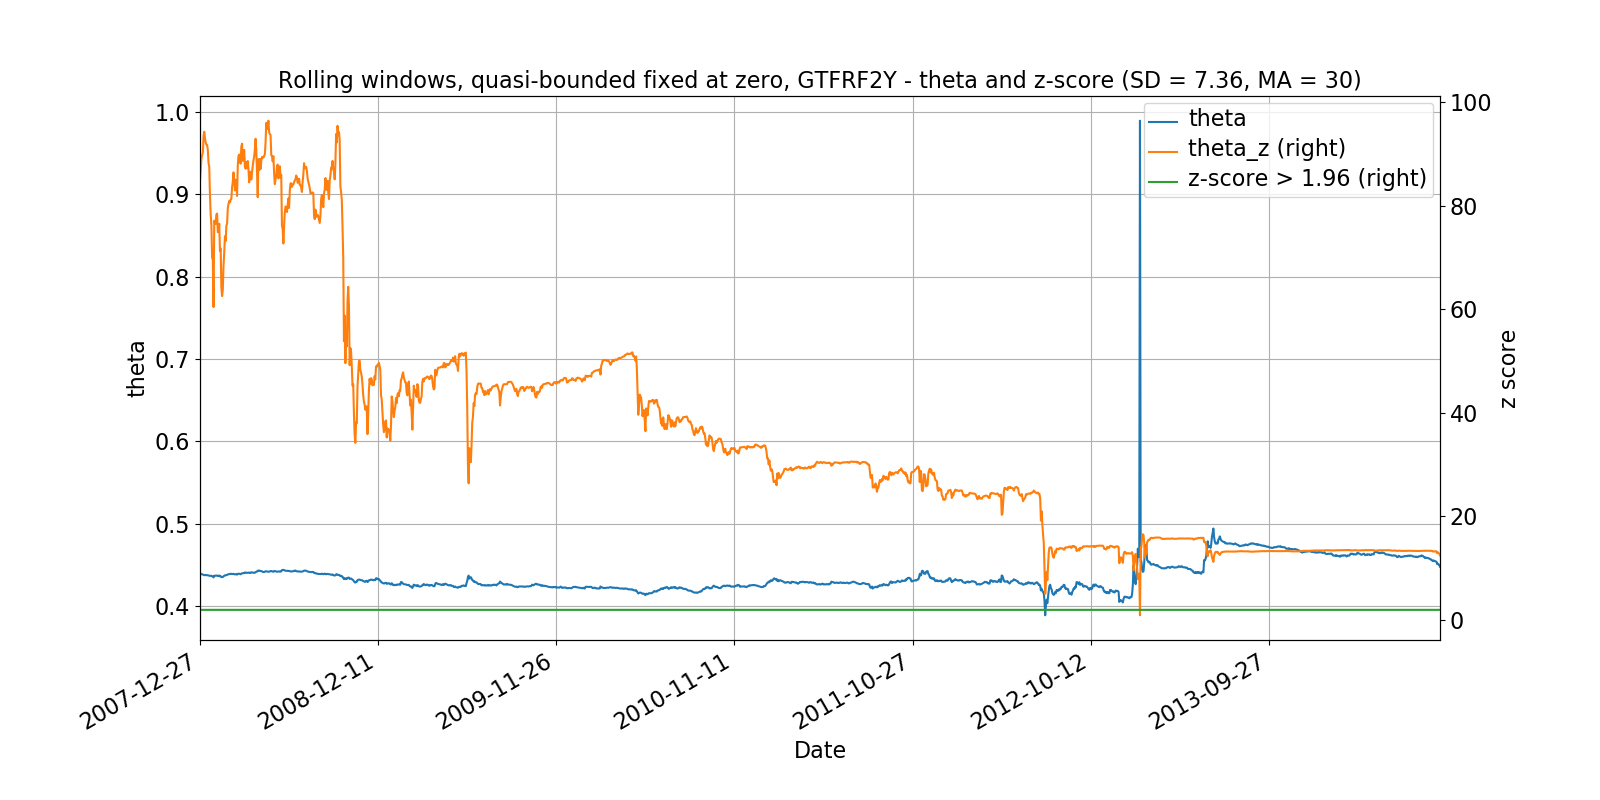 Rolling windows, quasi-bounded fixed at zero, GTFRF2Y - theta and z-score (SD = 7.36, MA = 30)
theta
theta_z (right)
z-score > 1.96 (right)
1.0
0.9
0.8
0.7
0.6
0.5
0.4
theta
100
80
60
40
20
0
z score
2007-12-27
2008-12-11
2009-11-26
2010-11-11
2011-10-27
2012-10-12
2013-09-27
Date